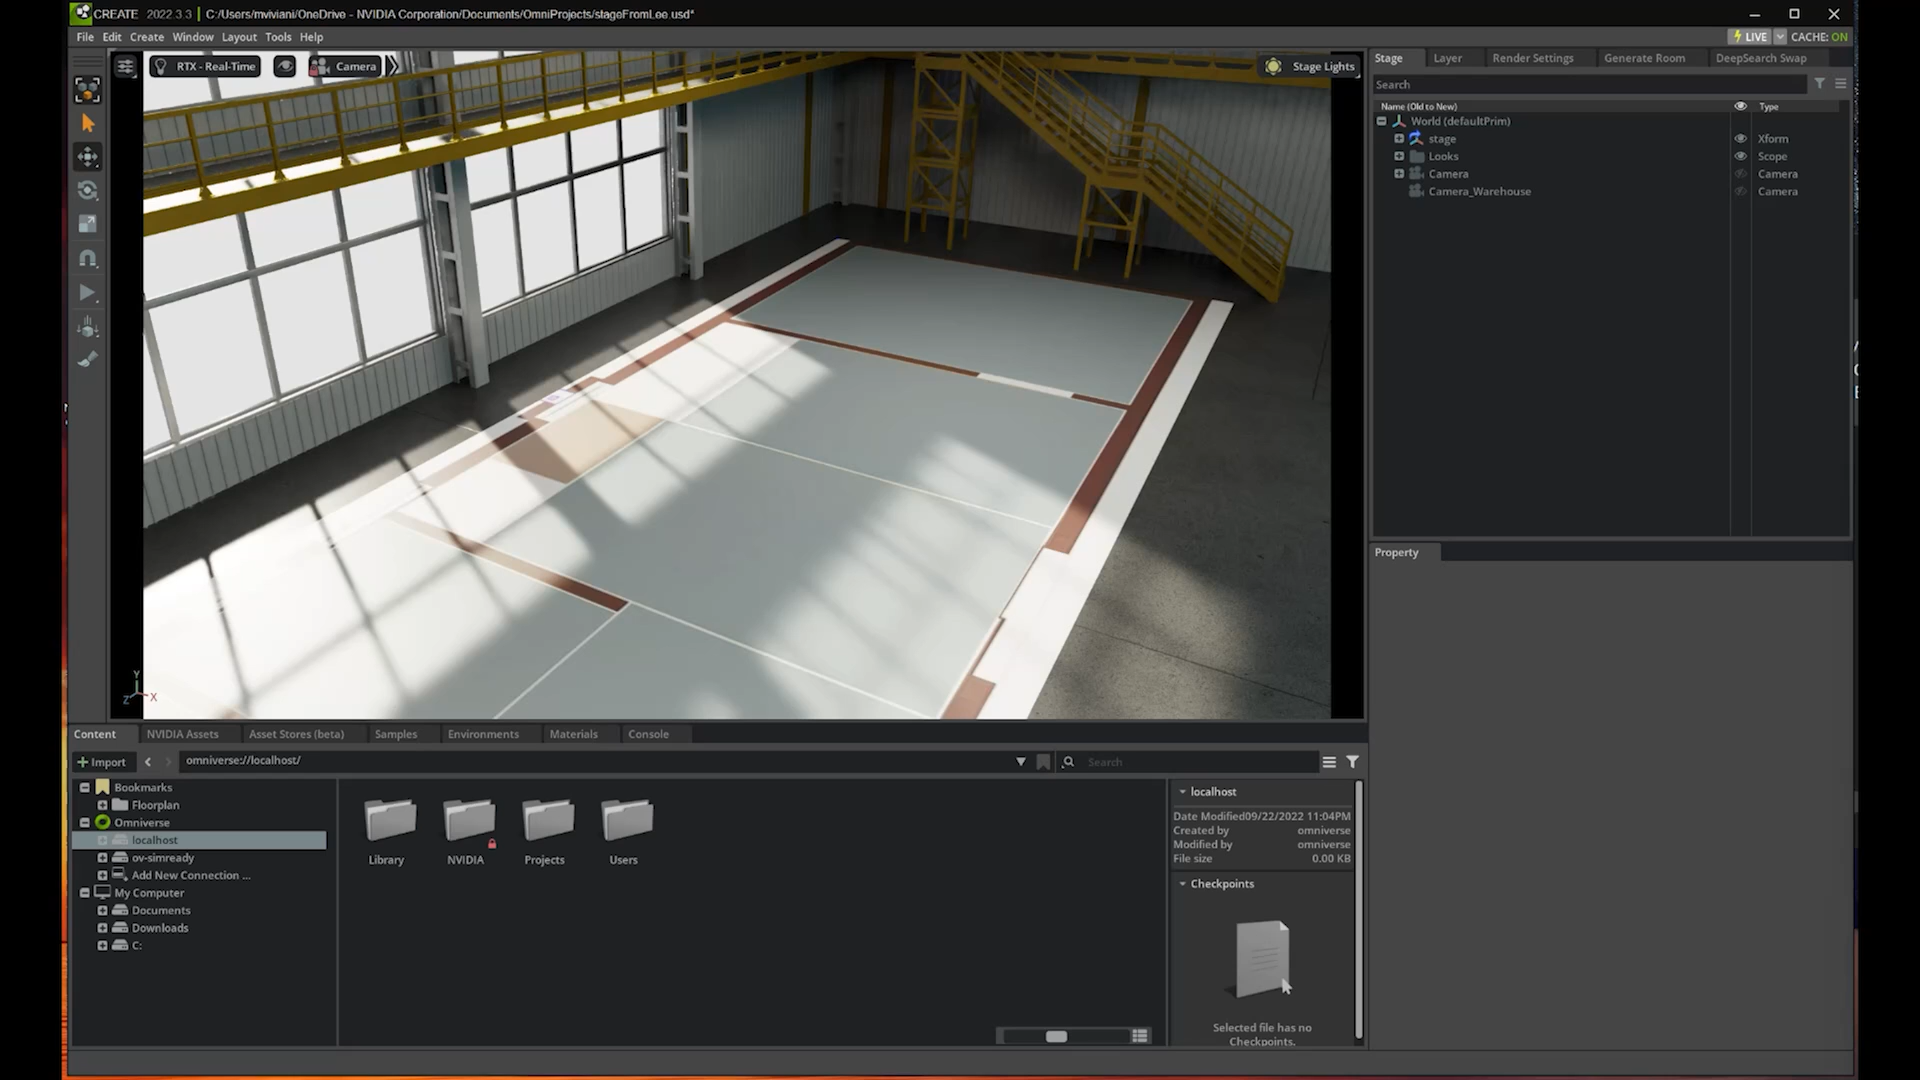 CREATE 2022.3.3 | C:/Users/mviviani/OneDrive - NVIDIA Corporation/Documents/OmniProjects/stageFromLee.usd*
File Edit Create Window Layout Tools Help
LIVE CACHE: ON
RTX - Real-Time Camera Stage Lights
Stage Layer Render Settings Generate Room DeepSearch Swap
Search
Name (Old to New) Type
World (defaultPrim)
stage Xform
Looks Scope
Camera Camera
Camera_Warehouse Camera
Property
Y
Z X
Content NVIDIA Assets Asset Stores (beta) Samples Environments Materials Console
+ Import omniverse://localhost/ Search
Bookmarks
Floorplan
Omniverse
localhost
ov-simready
Add New Connection ...
My Computer
Documents
Downloads
C:
Library NVIDIA Projects Users
localhost
Date Modified09/22/2022 11:04PM
Created by omniverse
Modified by omniverse
File size 0.00 KB
Checkpoints
Selected file has no
Checkpoints.